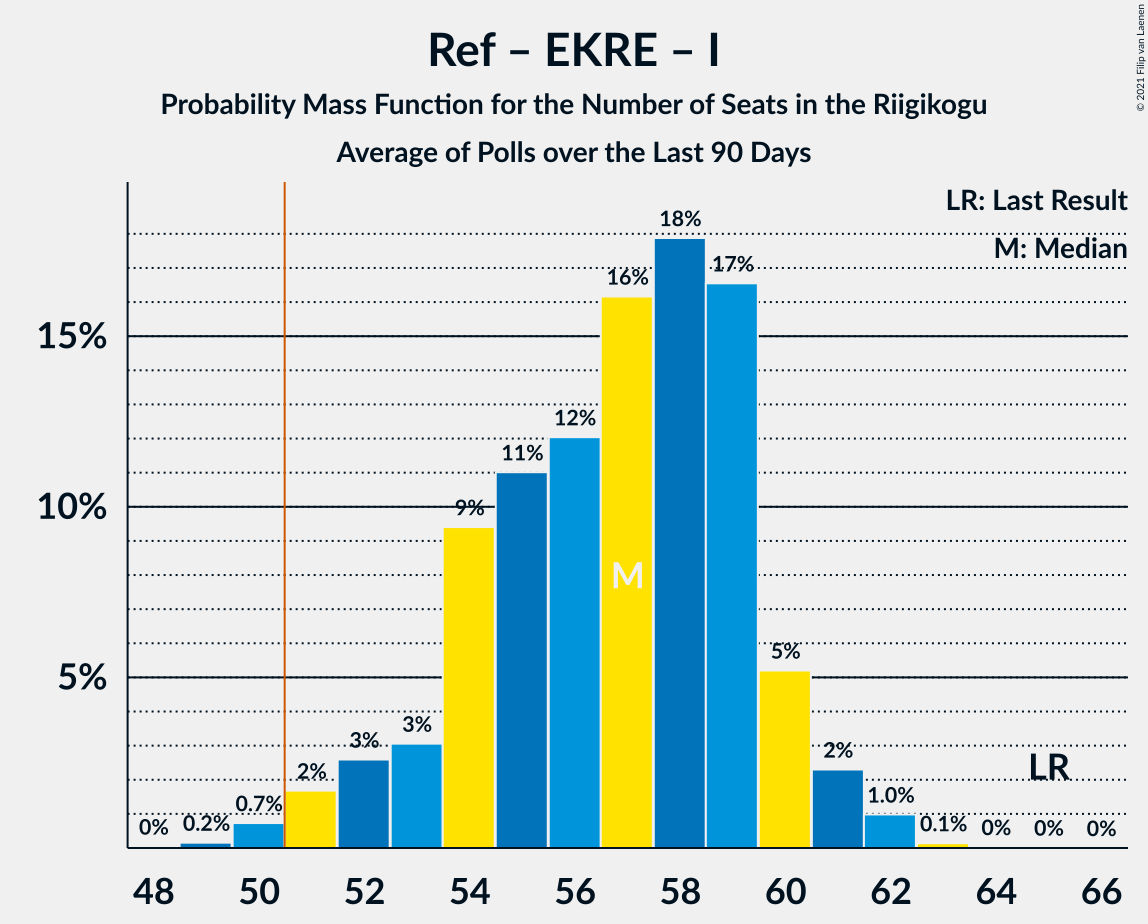 Ref – EKRE – I
Probability Mass Function for the Number of Seats in the Riigikogu
Average of Polls over the Last 90 Days
© 2021 Filip van Laenen
LR: Last Result
M: Median
15%
10%
5%
0%
0.2%
0.7%
2%
3%
3%
9%
11%
12%
16%
18%
17%
5%
2%
1.0%
0.1%
0%
0%
0%
M
LR
48 50 52 54 56 58 60 62 64 66